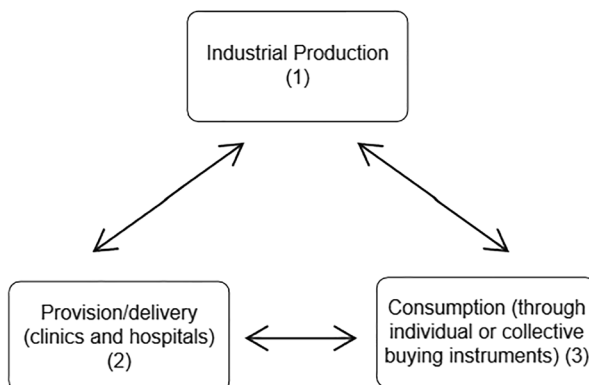 Industrial Production
(1)
Provision/delivery
(clinics and hospitals)
(2)
Consumption (through
individual or collective
buying instruments) (3)